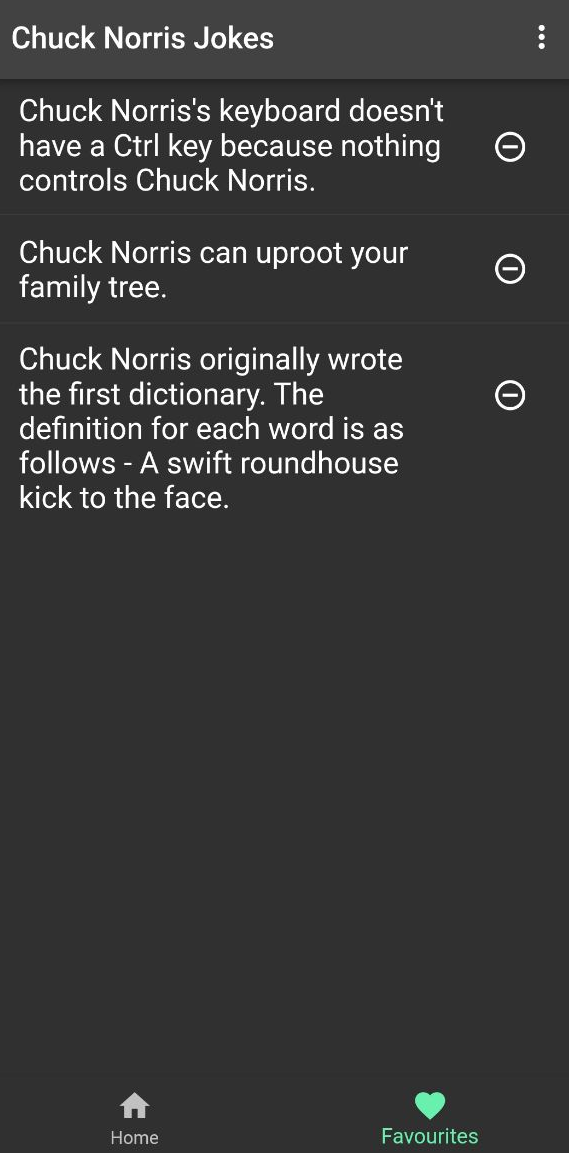 Chuck Norris Jokes
Chuck Norris's keyboard doesn't
have a Ctrl key because nothing
controls Chuck Norris.
Chuck Norris can uproot your
family tree.
Chuck Norris originally wrote
the first dictionary. The
definition for each word is as
follows - A swift roundhouse
kick to the face.
Home
Favourites